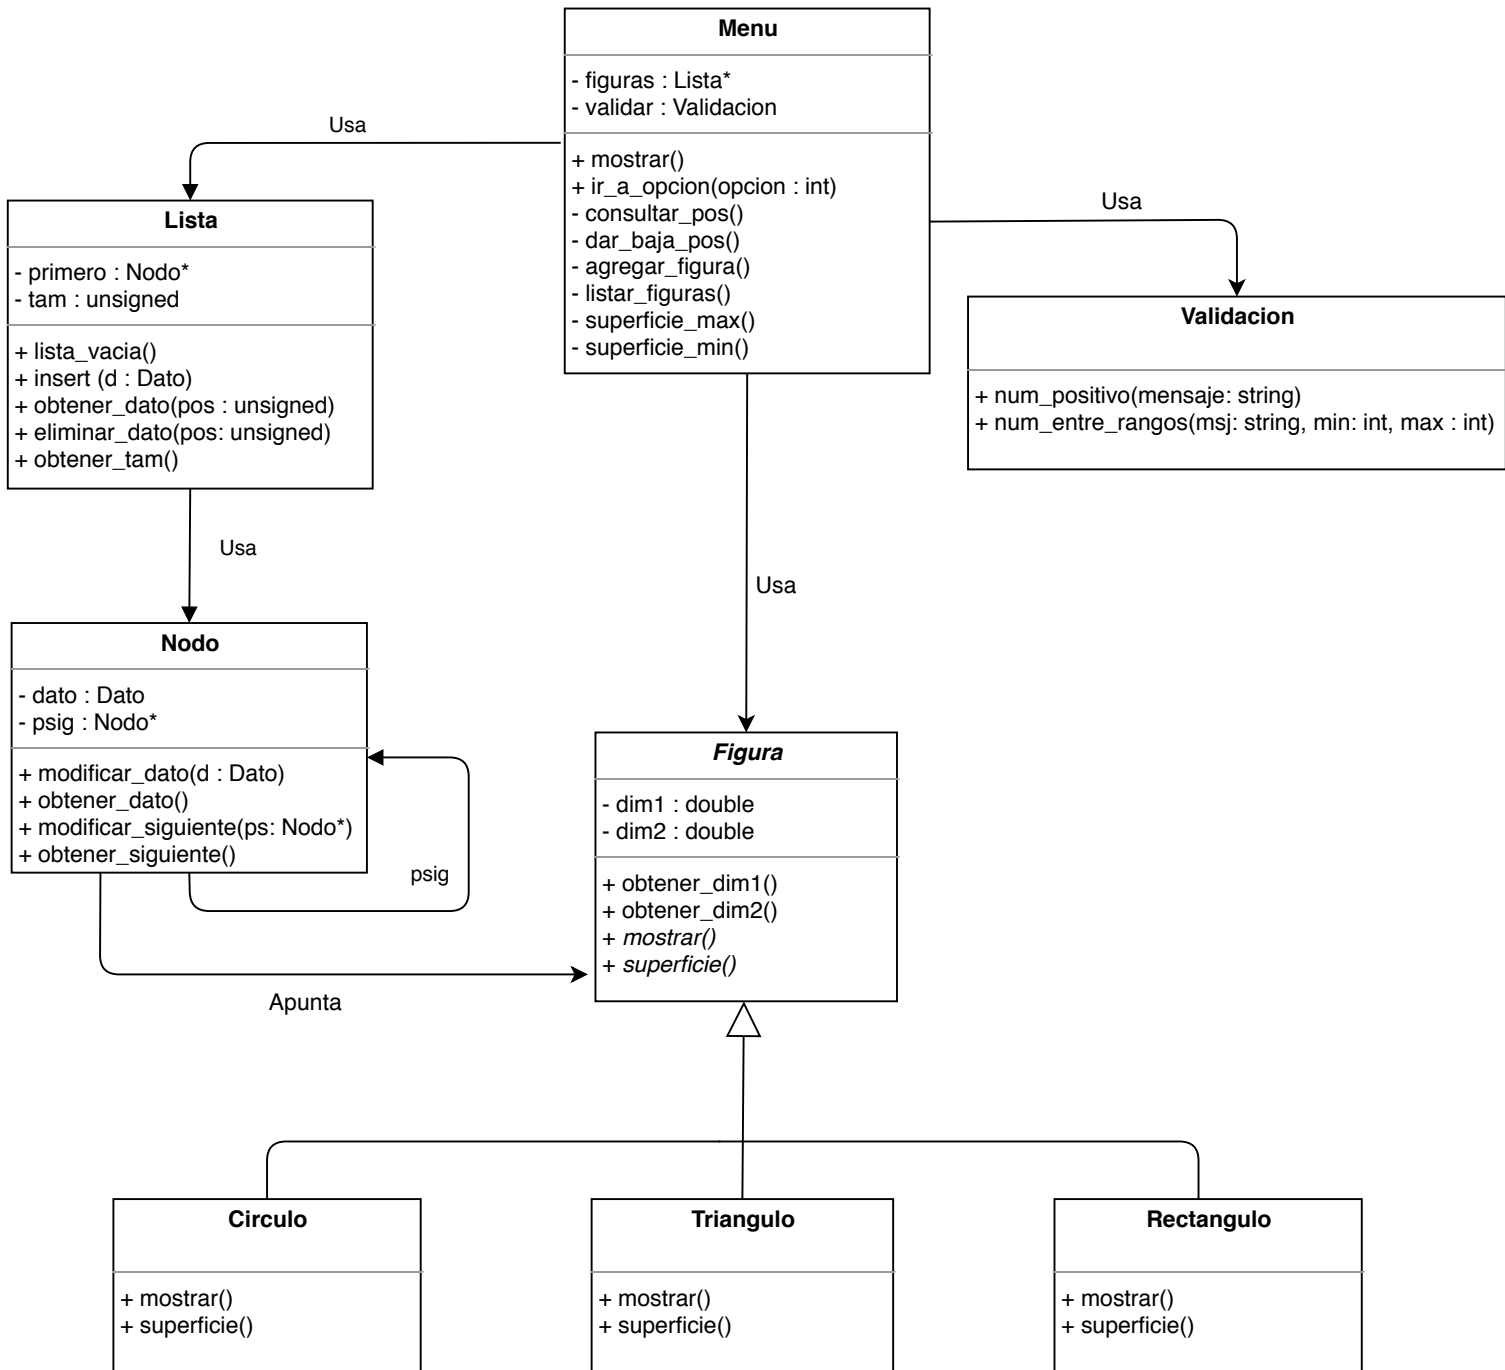 Menu
- figuras : Lista*
- validar : Validacion
+ mostrar()
+ ir_a_opcion(opcion : int)
- consultar_pos()
- dar_baja_pos()
- agregar_figura()
- listar_figuras()
- superficie_max()
- superficie_min()
Usa
Lista
- primero : Nodo*
- tam : unsigned
+ lista_vacia()
+ insert (d : Dato)
+ obtener_dato(pos : unsigned)
+ eliminar_dato(pos: unsigned)
+ obtener_tam()
Usa
Validacion
+ num_positivo(mensaje: string)
+ num_entre_rangos(msj: string, min: int, max : int)
Usa
Usa
Nodo
- dato : Dato
- psig : Nodo*
+ modificar_dato(d : Dato)
+ obtener_dato()
+ modificar_siguiente(ps: Nodo*)
+ obtener_siguiente()
psig
Apunta
Figura
- dim1 : double
- dim2 : double
+ obtener_dim1()
+ obtener_dim2()
+ mostrar()
+ superficie()
Circulo
+ mostrar()
+ superficie()
Triangulo
+ mostrar()
+ superficie()
Rectangulo
+ mostrar()
+ superficie()